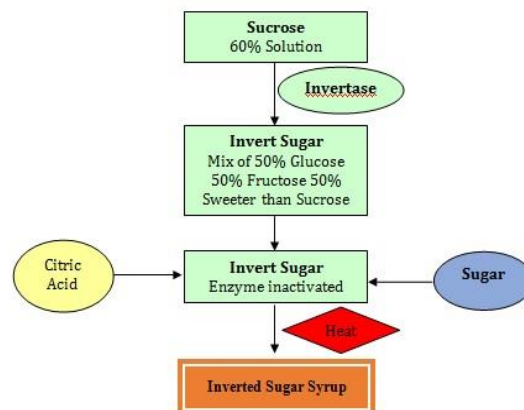 Sucrose
60% Solution
Invertase
Invert Sugar
Mix of 50% Glucose
50% Fructose 50%
Sweeter than Sucrose
Citric
Acid
Invert Sugar
Enzyme inactivated
Sugar
Heat
Inverted Sugar Syrup